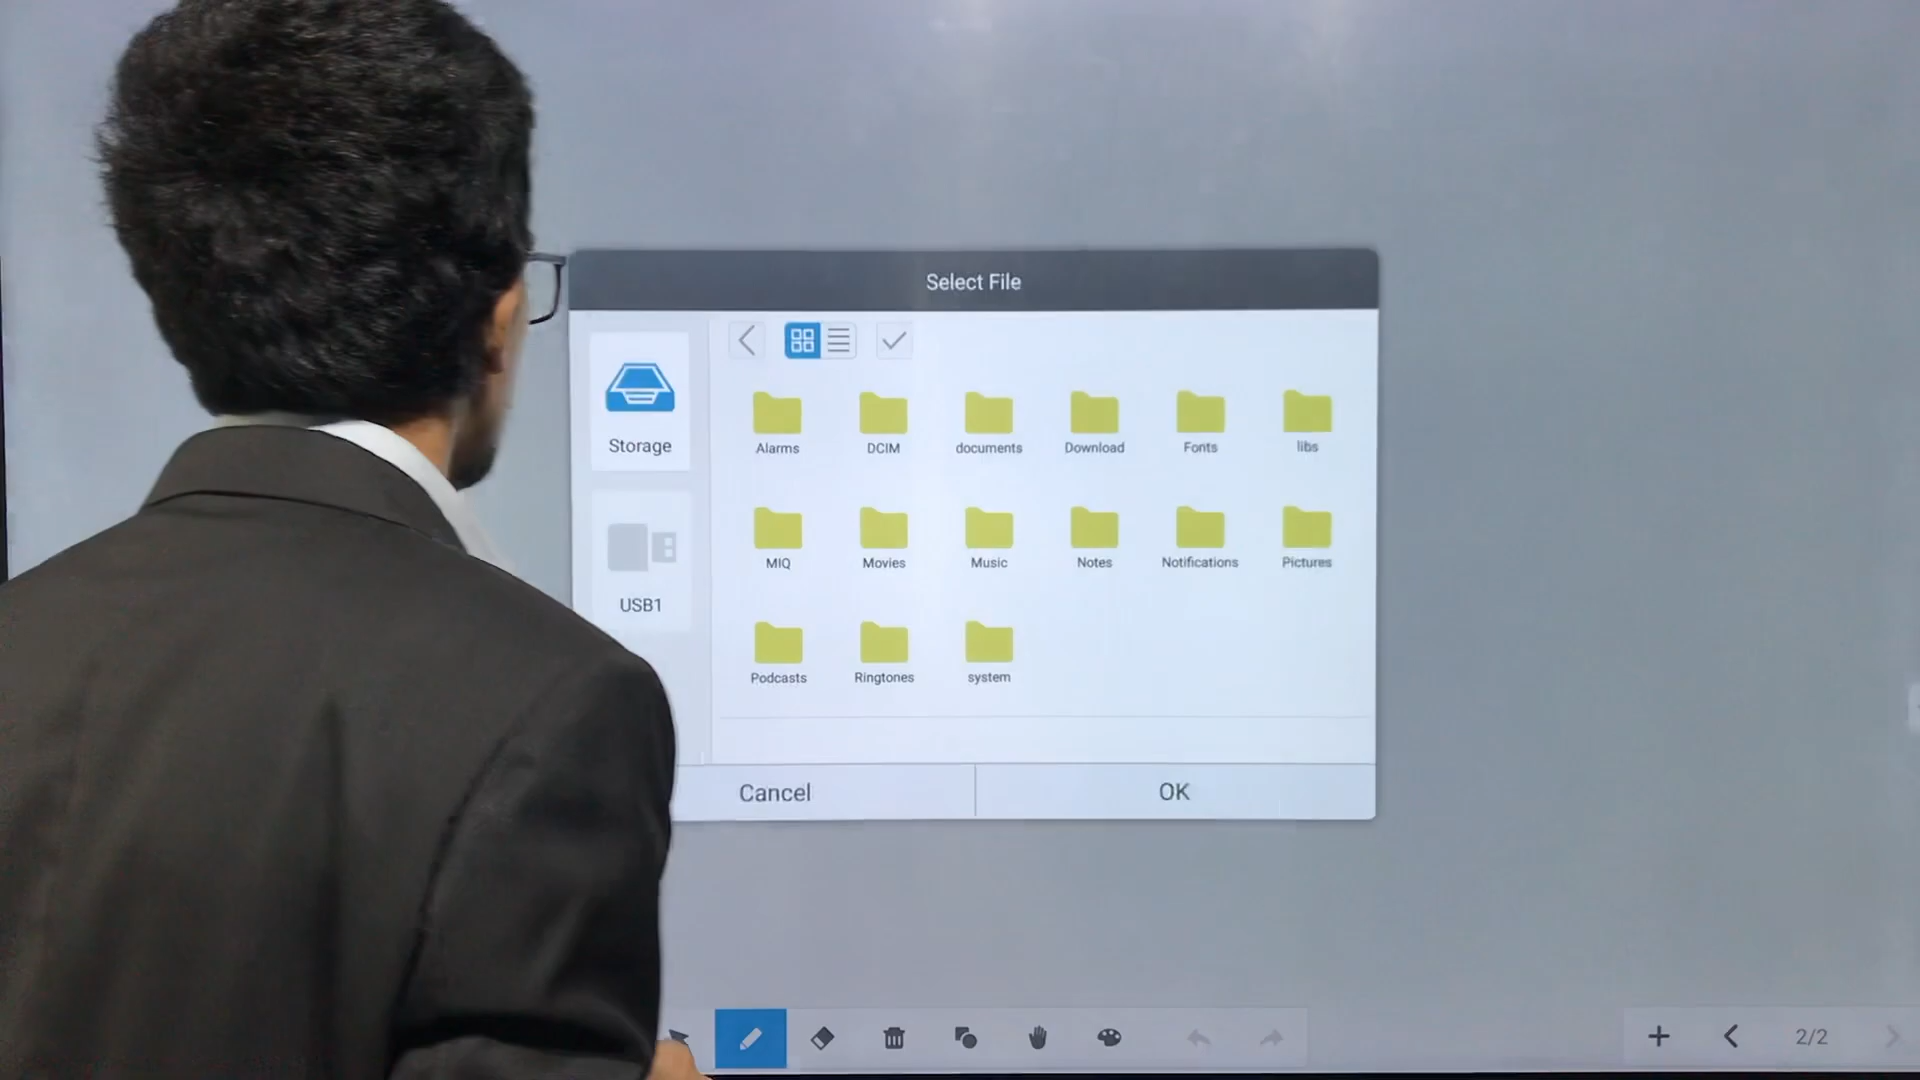 Select File
Storage
USB1
Alarms DCIM documents Download Fonts libs
MIQ Movies Music Notes Notifications Pictures
Podcasts Ringtones system
Cancel OK
2/2